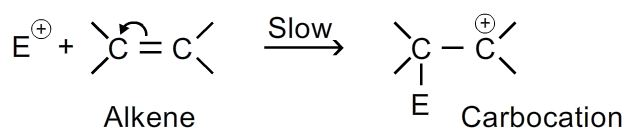 E⊕ + C = C Slow C — C⊕
E
Alkene Carbocation